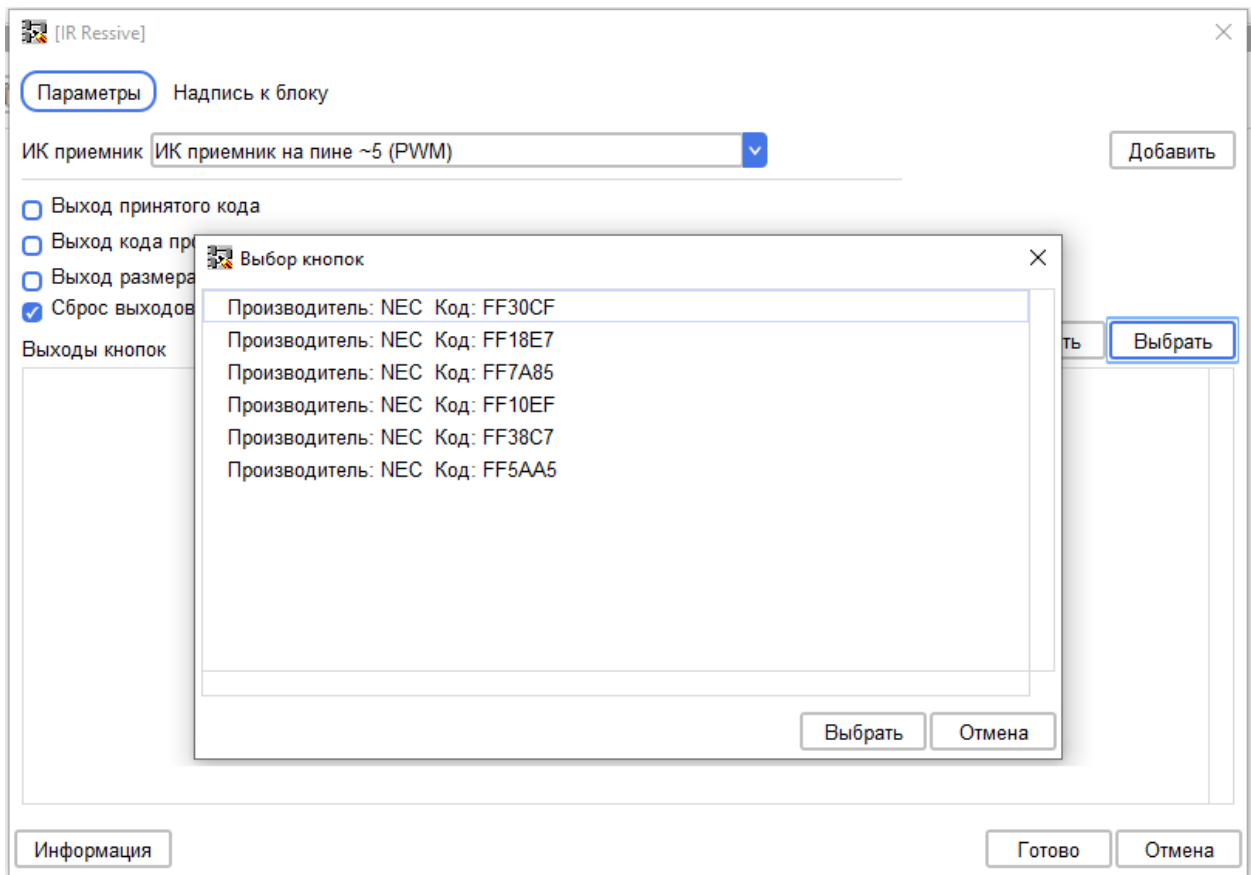 [IR Ressive]
Параметры Надпись к блоку
ИК приемник ИК приемник на пине ~5 (PWM) Добавить
Выход принятого кода
Выход кода
Выход размера
Сброс выходов
Выходы кнопок Выбрать
Выбор кнопок
Производитель: NEC Код: FF30CF
Производитель: NEC Код: FF18E7
Производитель: NEC Код: FF7A85
Производитель: NEC Код: FF10EF
Производитель: NEC Код: FF38C7
Производитель: NEC Код: FF5AA5
Выбрать Отмена
Информация Готово Отмена